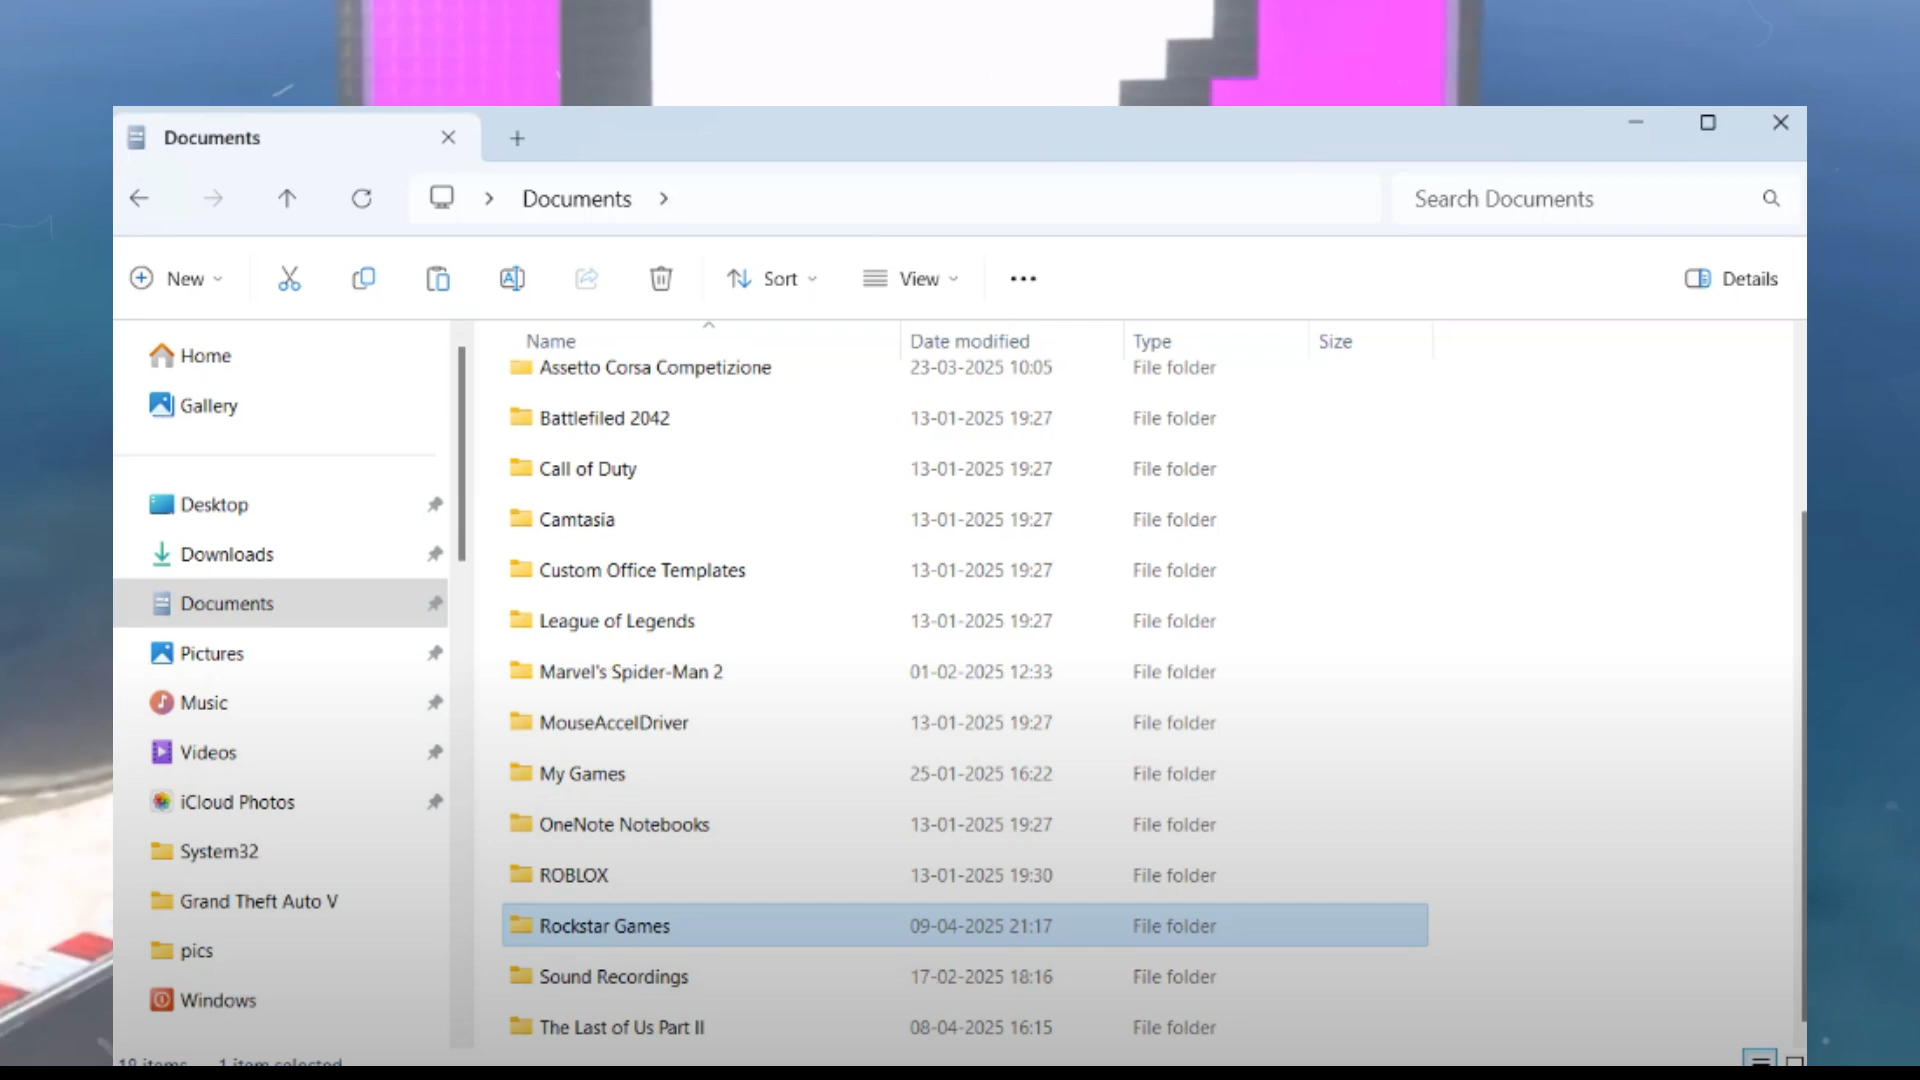 Documents
Documents
Search Documents
New
Sort
View
Details
Name
Date modified
Type
Size
Home
Gallery
Desktop
Downloads
Documents
Pictures
Music
Videos
iCloud Photos
System32
Grand Theft Auto V
pics
Windows
Assetto Corsa Competizione 23-03-2025 10:05 File folder
Battlefiled 2042 13-01-2025 19:27 File folder
Call of Duty 13-01-2025 19:27 File folder
Camtasia 13-01-2025 19:27 File folder
Custom Office Templates 13-01-2025 19:27 File folder
League of Legends 13-01-2025 19:27 File folder
Marvel's Spider-Man 2 01-02-2025 12:33 File folder
MouseAccelDriver 13-01-2025 19:27 File folder
My Games 25-01-2025 16:22 File folder
OneNote Notebooks 13-01-2025 19:27 File folder
ROBLOX 13-01-2025 19:30 File folder
Rockstar Games 09-04-2025 21:17 File folder
Sound Recordings 17-02-2025 18:16 File folder
The Last of Us Part II 08-04-2025 16:15 File folder
items 1 item selected